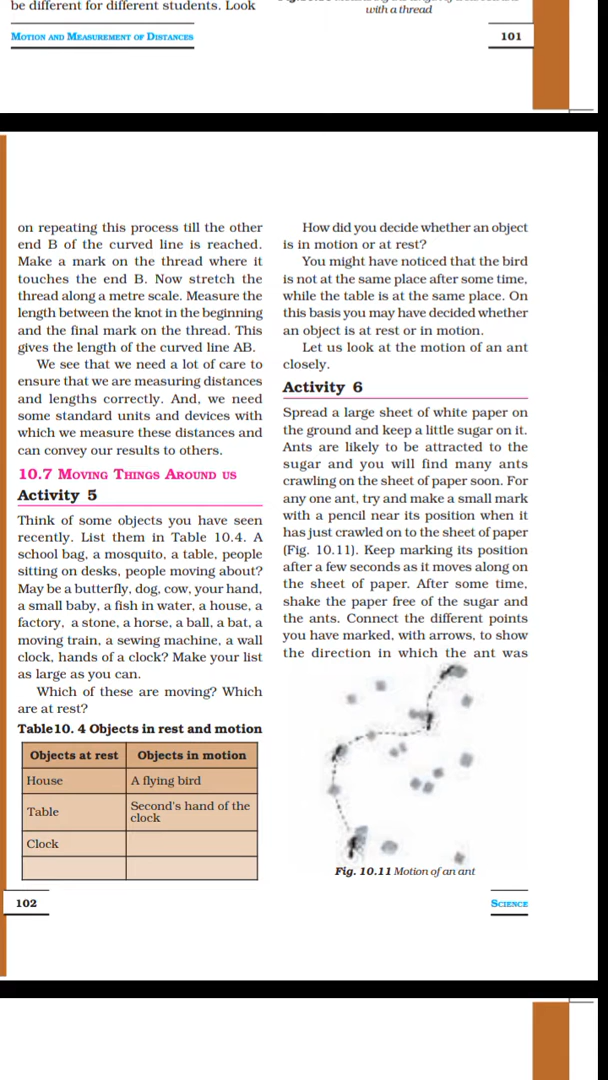 be different for different students. Look
with a thread
MOTION AND MEASUREMENT OF DISTANCES
101
on repeating this process till the other
end B of the curved line is reached.
Make a mark on the thread where it
touches the end B. Now stretch the
thread along a metre scale. Measure the
length between the knot in the beginning
and the final mark on the thread. This
gives the length of the curved line AB.
We see that we need a lot of care to
ensure that we are measuring distances
and lengths correctly. And, we need
some standard units and devices with
which we measure these distances and
can convey our results to others.
10.7 MOVING THINGS AROUND US
Activity 5
Think of some objects you have seen
recently. List them in Table 10.4. A
school bag, a mosquito, a table, people
sitting on desks, people moving about?
May be a butterfly, dog, cow, your hand,
a small baby, a fish in water, a house, a
factory, a stone, a horse, a ball, a bat, a
moving train, a sewing machine, a wall
clock, hands of a clock? Make your list
as large as you can.
Which of these are moving? Which
are at rest?
Table10. 4 Objects in rest and motion
Objects at rest Objects in motion
House A flying bird
Table Second's hand of the
clock
Clock
How did you decide whether an object
is in motion or at rest?
You might have noticed that the bird
is not at the same place after some time,
while the table is at the same place. On
this basis you may have decided whether
an object is at rest or in motion.
Let us look at the motion of an ant
closely.
Activity 6
Spread a large sheet of white paper on
the ground and keep a little sugar on it.
Ants are likely to be attracted to the
sugar and you will find many ants
crawling on the sheet of paper soon. For
any one ant, try and make a small mark
with a pencil near its position when it
has just crawled on to the sheet of paper
(Fig. 10.11). Keep marking its position
after a few seconds as it moves along on
the sheet of paper. After some time,
shake the paper free of the sugar and
the ants. Connect the different points
you have marked, with arrows, to show
the direction in which the ant was
Fig. 10.11 Motion of an ant
102
SCIENCE